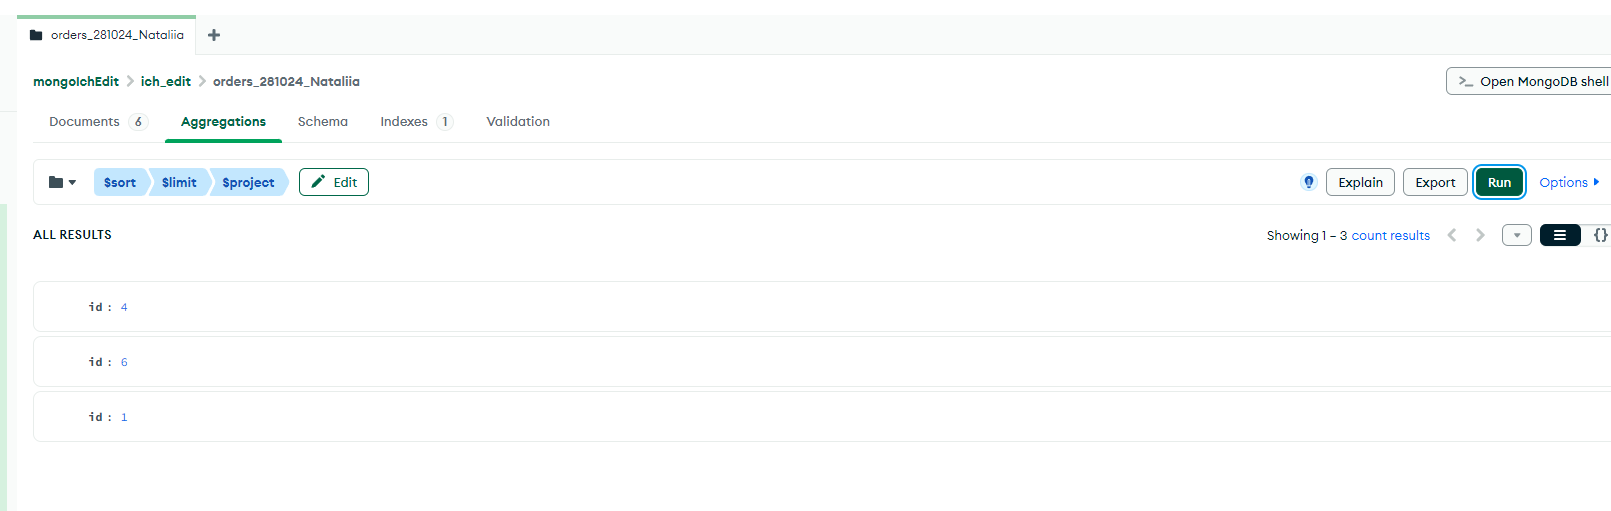 orders_281024_Nataliia
mongoIchEdit ich_edit orders_281024_Nataliia
>_ Open MongoDB shell
Documents 6 Aggregations Schema Indexes 1 Validation
$sort $limit $project Edit Explain Export Run Options
ALL RESULTS Showing 1 – 3 count results {}
id : 4
id : 6
id : 1